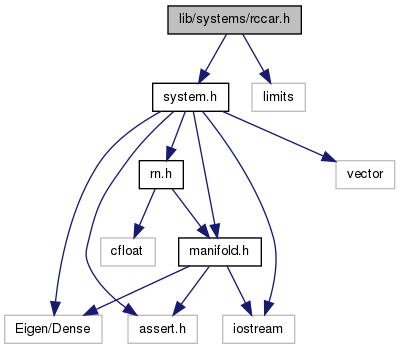 lib/systems/rccar.h
system.h
limits
rn.h
vector
cfloat
manifold.h
Eigen/Dense
assert.h
iostream